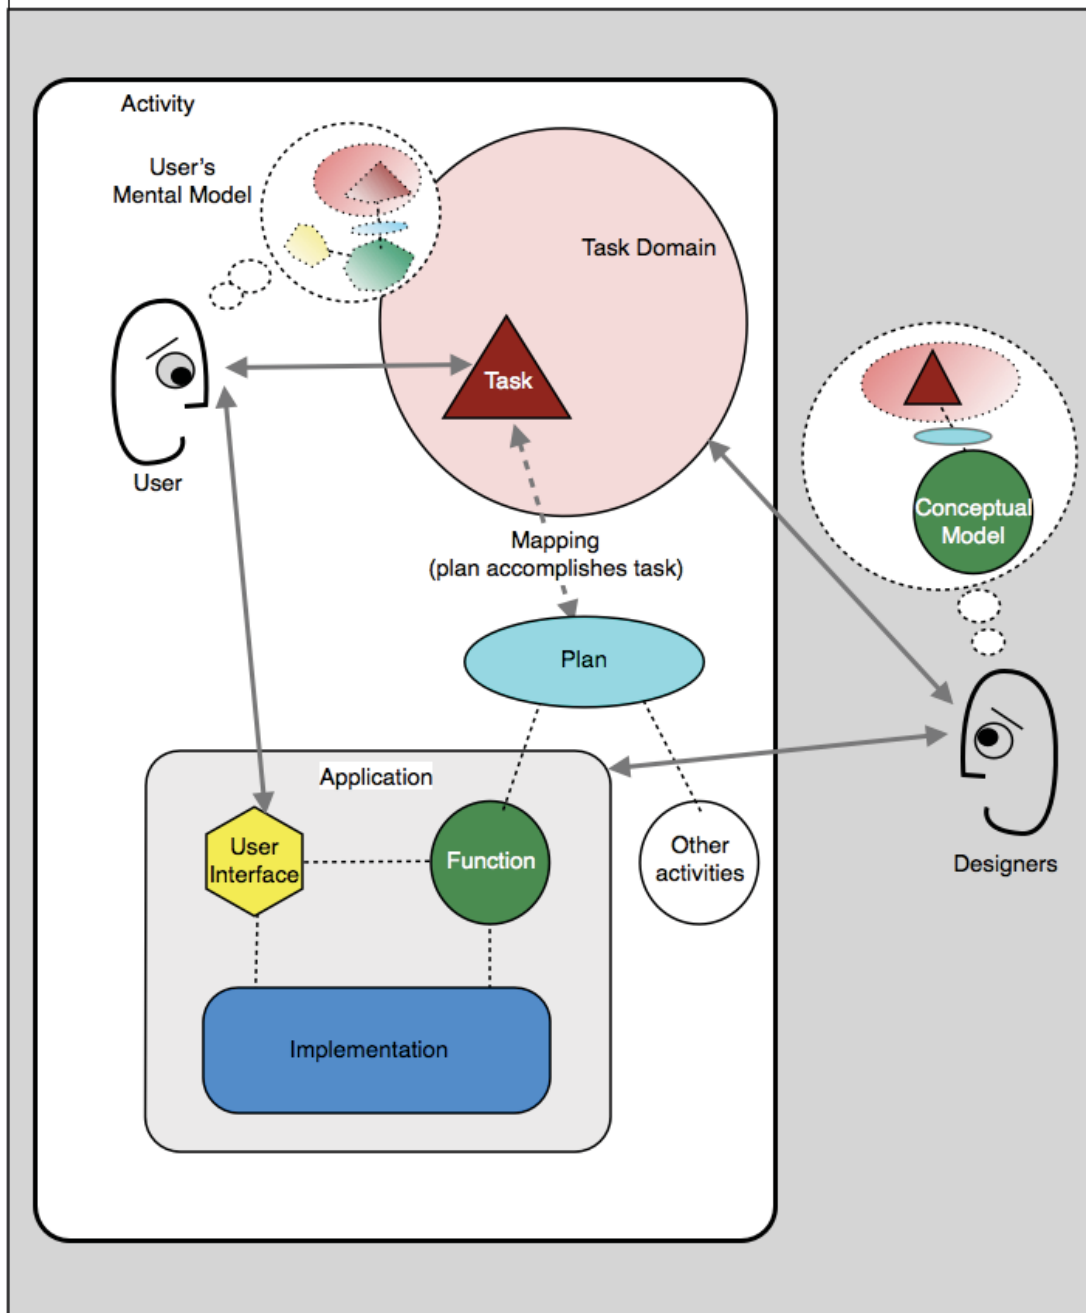 Activity
User's
Mental Model
Task Domain
Task
User
Conceptual
Model
Mapping
(plan accomplishes task)
Plan
Application
User
Interface
Function
Other
activities
Designers
Implementation